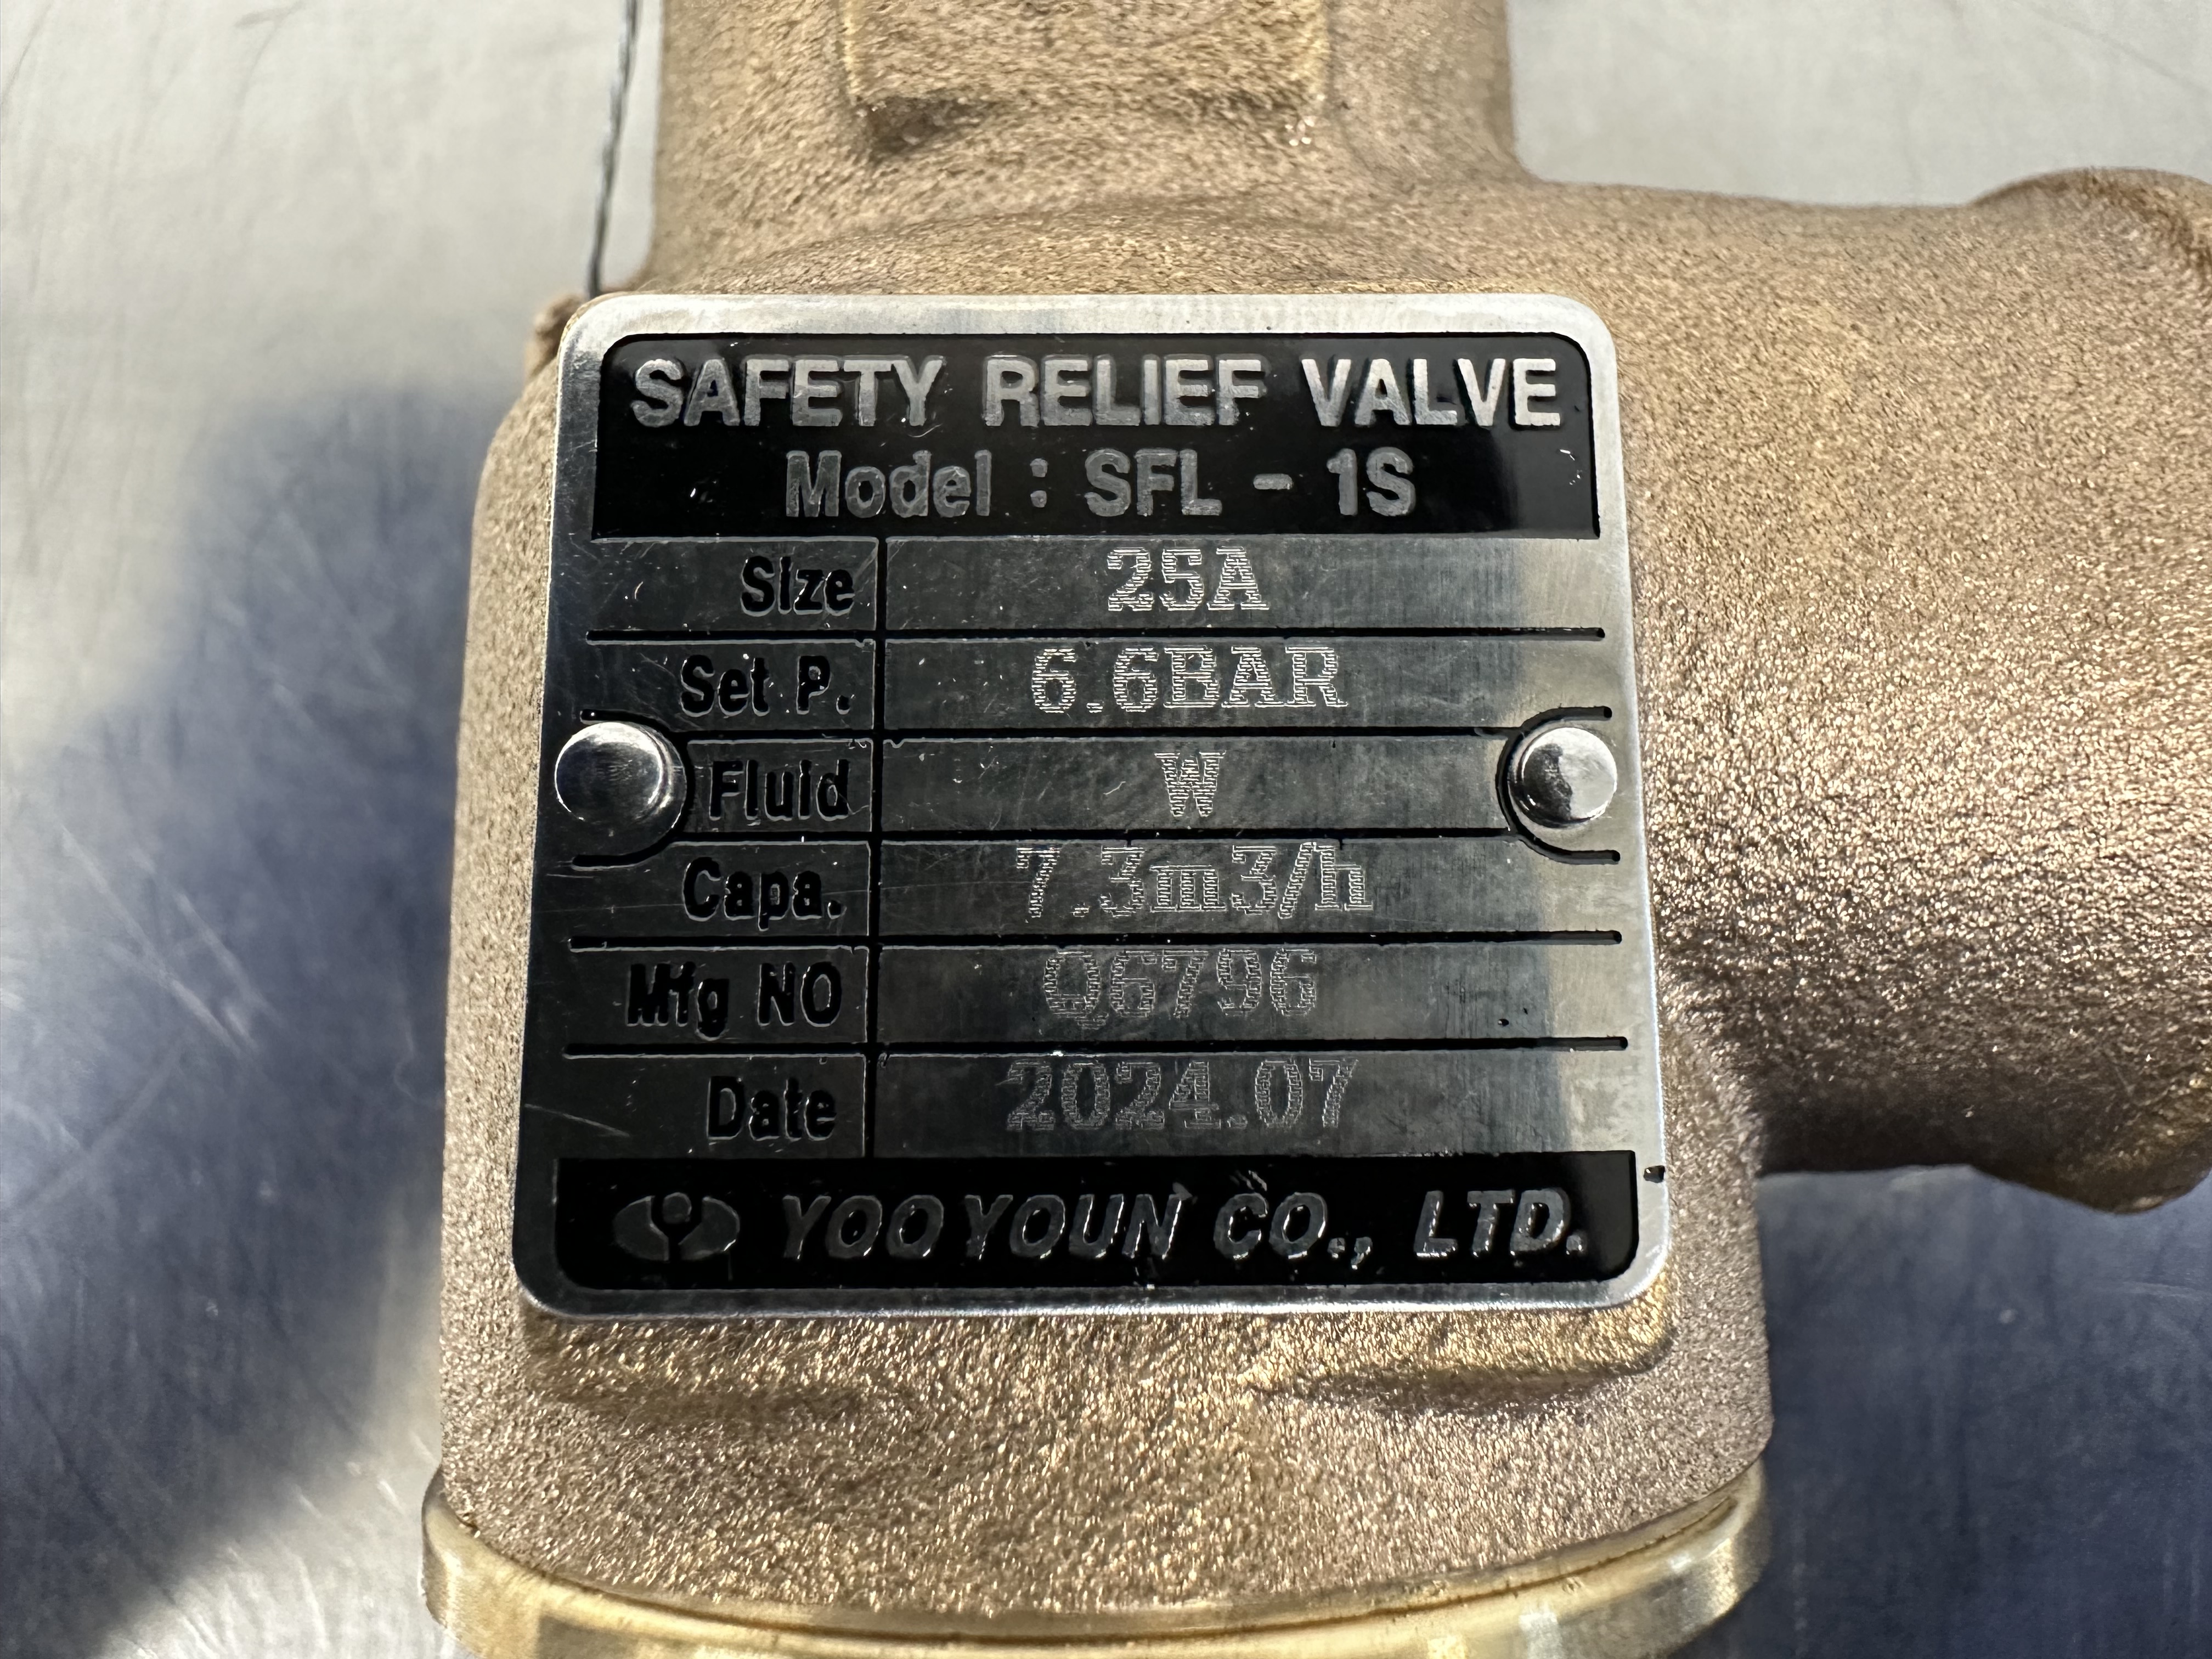 SAFETY RELIEF VALVE
Model : SFL - 1S
Size 25A
Set P. 6.6BAR
Fluid W
Capa. 7.3m3/h
Mfg NO Q6796
Date 2024.07
YOO YOUN CO., LTD.